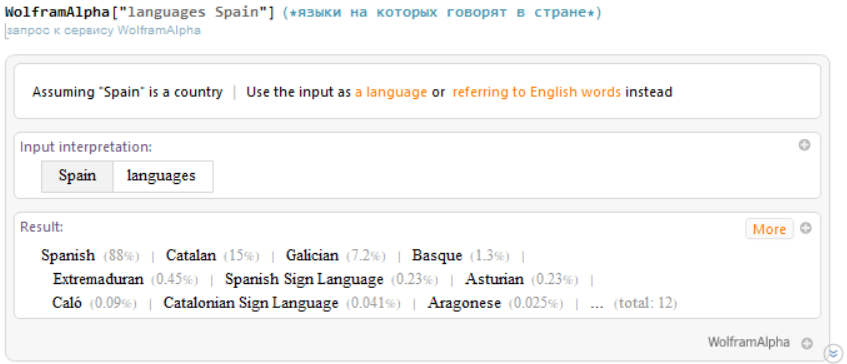 WolframAlpha["languages Spain"] (*языки на которых говорят в стране*)
запрос к сервису WolframAlpha
Assuming "Spain" is a country | Use the input as a language or referring to English words instead
Input interpretation:
Spain languages
Result:
More
Spanish (88%) | Catalan (15%) | Galician (7.2%) | Basque (1.3%) |
Extremaduran (0.45%) | Spanish Sign Language (0.23%) | Asturian (0.23%) |
Caló (0.09%) | Catalonian Sign Language (0.041%) | Aragonese (0.025%) | ... (total: 12)
WolframAlpha